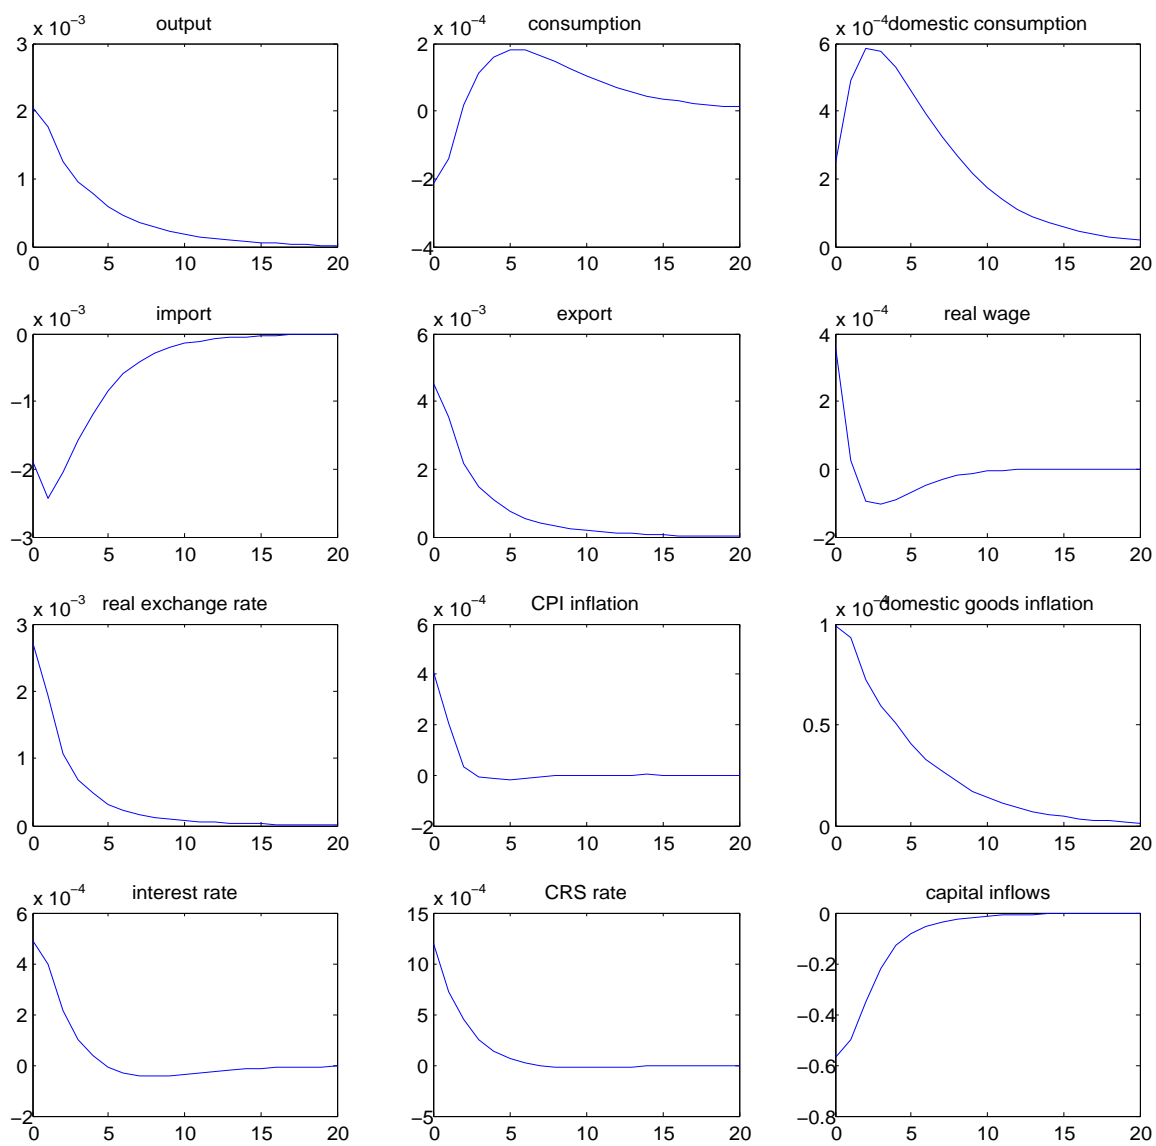 output
x 10⁻³
3
2
1
0
0 5 10 15 20
consumption
x 10⁻⁴
2
0
−2
−4
0 5 10 15 20
domestic consumption
x 10⁻⁴
6
4
2
0
0 5 10 15 20
import
x 10⁻³
0
−1
−2
−3
0 5 10 15 20
export
x 10⁻³
6
4
2
0
0 5 10 15 20
real wage
x 10⁻⁴
4
2
0
−2
0 5 10 15 20
real exchange rate
x 10⁻³
3
2
1
0
0 5 10 15 20
CPI inflation
x 10⁻⁴
6
4
2
0
−2
0 5 10 15 20
domestic goods inflation
x 10⁻⁴
1
0.5
0
0 5 10 15 20
interest rate
x 10⁻⁴
6
4
2
0
−2
0 5 10 15 20
CRS rate
x 10⁻⁴
15
10
5
0
−5
0 5 10 15 20
capital inflows
0
−0.2
−0.4
−0.6
−0.8
0 5 10 15 20